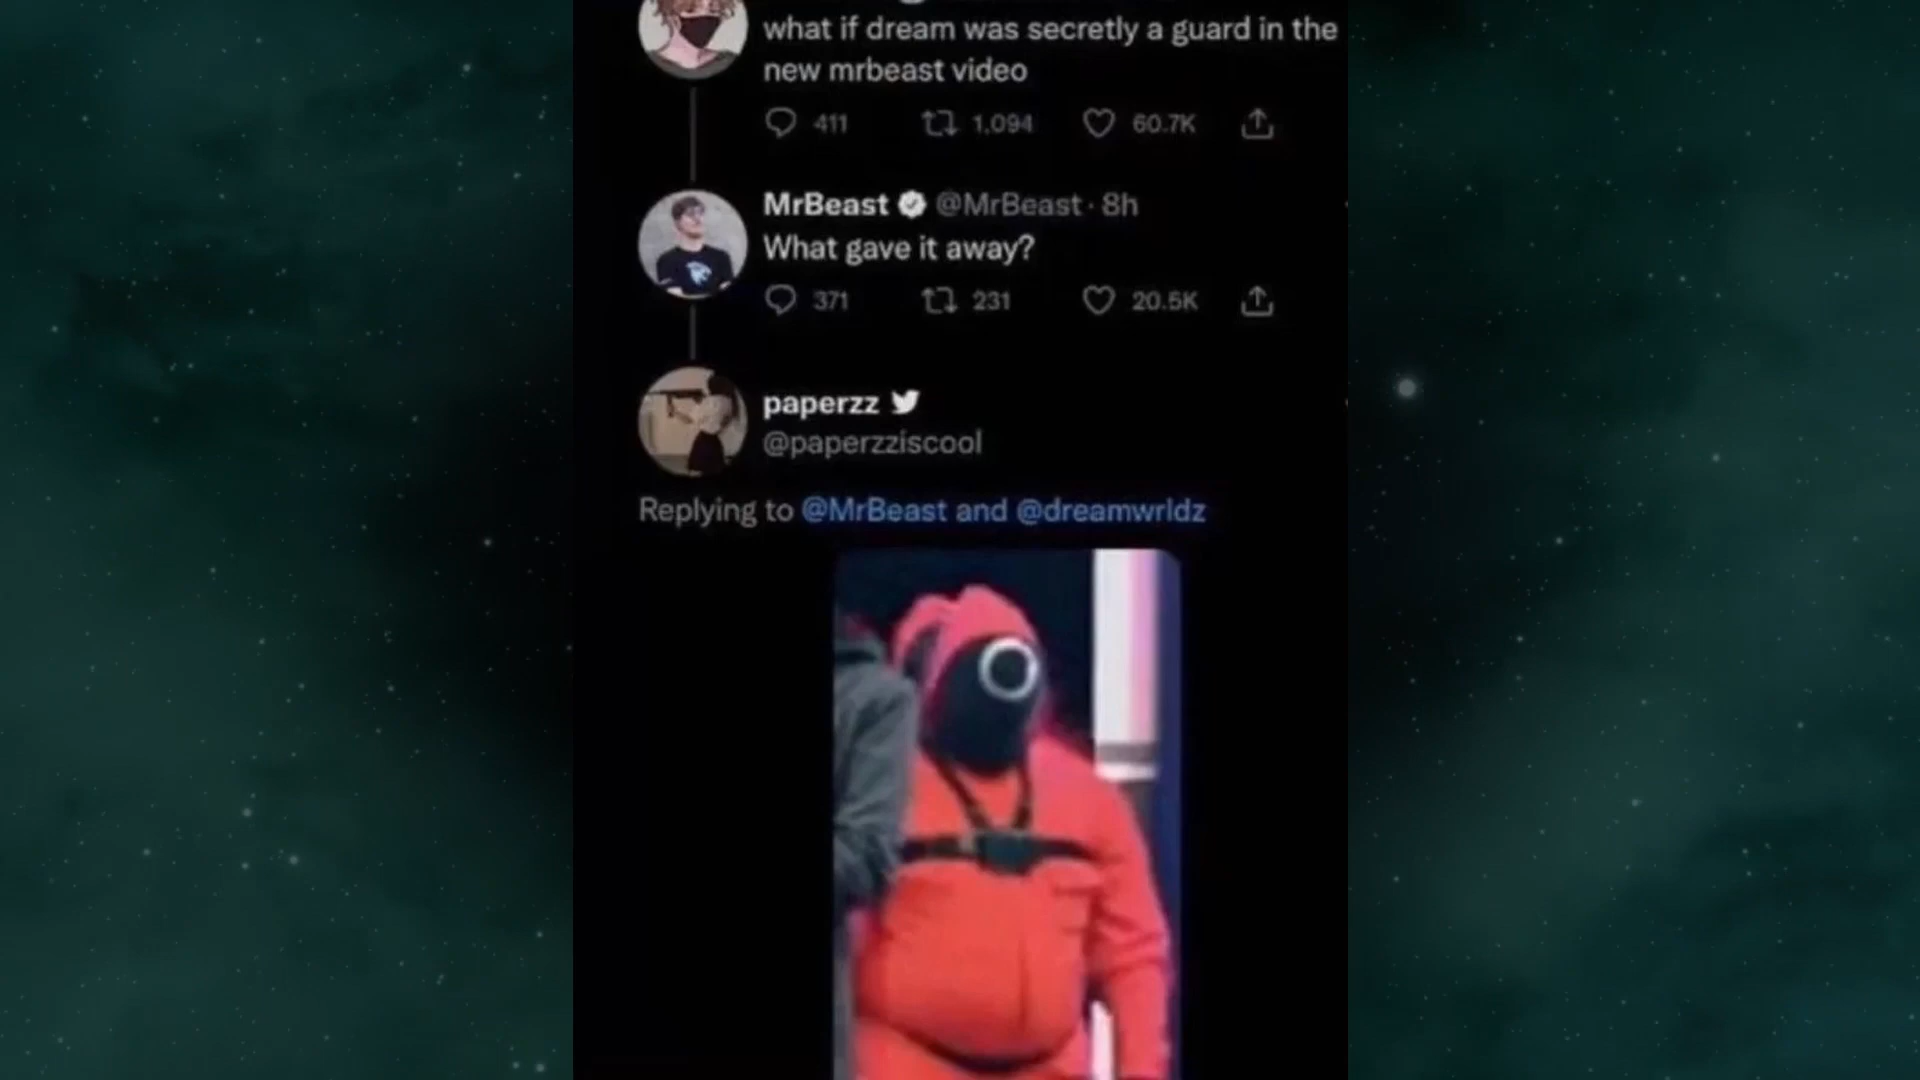 what if dream was secretly a guard in the
new mrbeast video
411 1,094 60.7K
MrBeast @MrBeast · 8h
What gave it away?
371 231 20.5K
paperzz
@paperzziscool
Replying to @MrBeast and @dreamwrldz